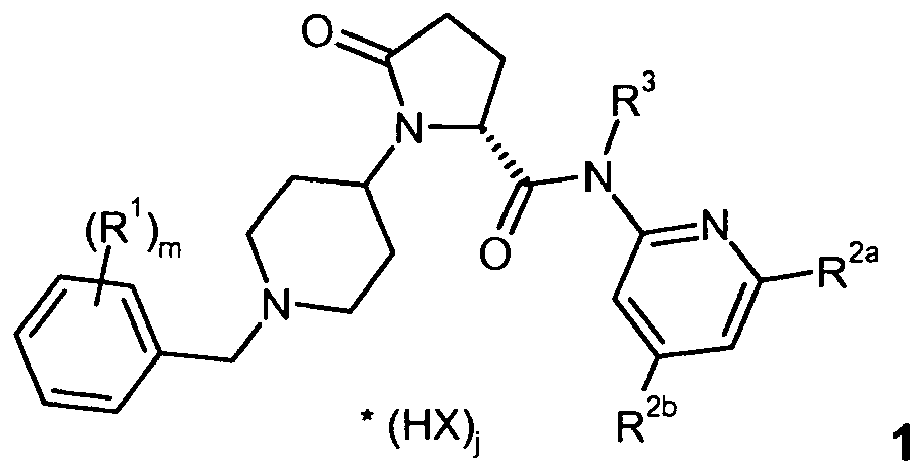 O
R³
N
N
(R¹)ₘ
O
N
R²ᵃ
N
R²ᵇ
* (HX)ⱼ
1